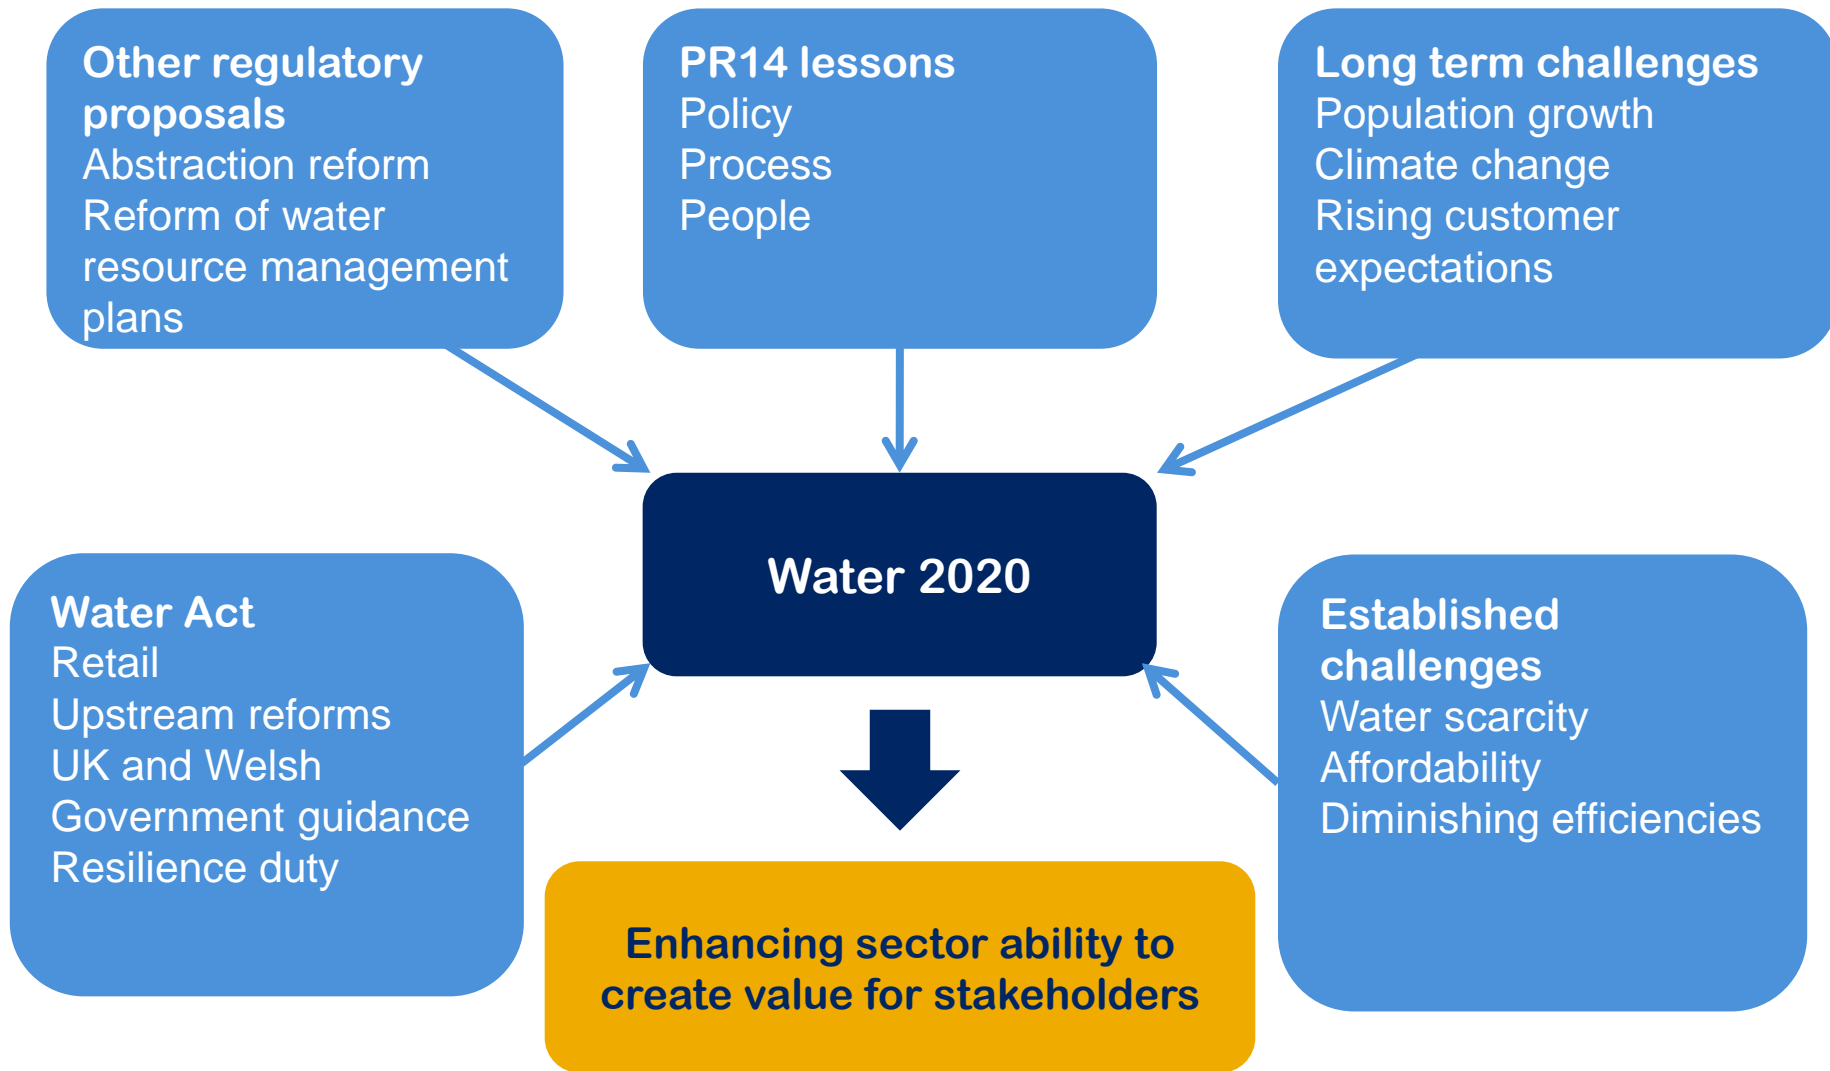 Other regulatory
proposals
Abstraction reform
Reform of water
resource management
plans
PR14 lessons
Policy
Process
People
Long term challenges
Population growth
Climate change
Rising customer
expectations
Water 2020
Water Act
Retail
Upstream reforms
UK and Welsh
Government guidance
Resilience duty
Established
challenges
Water scarcity
Affordability
Diminishing efficiencies
Enhancing sector ability to
create value for stakeholders